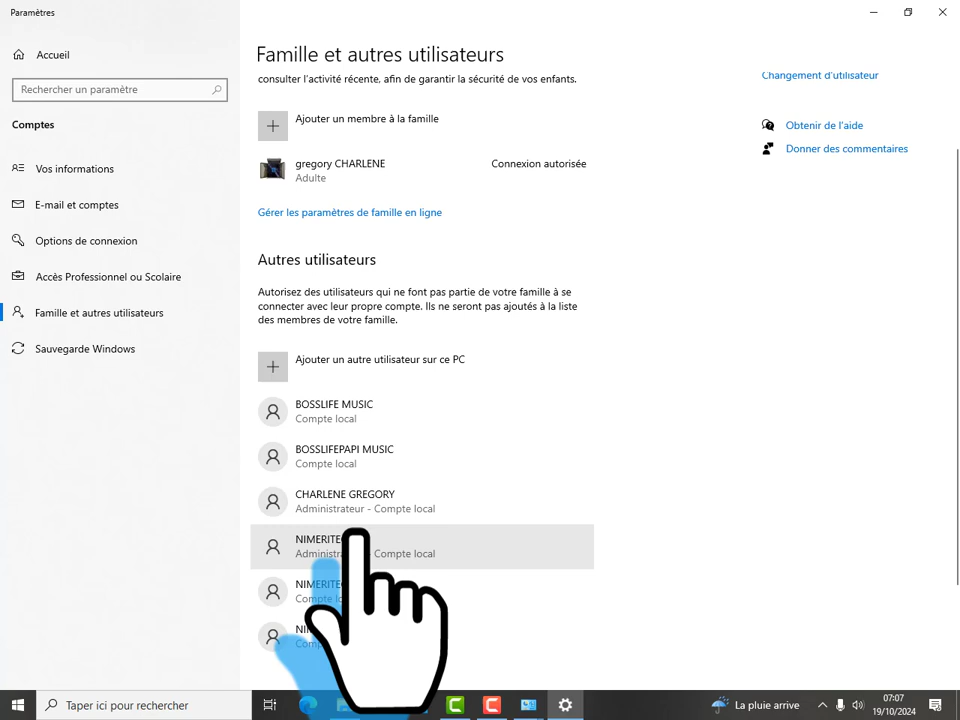 Paramètres
Accueil
Rechercher un paramètre
Comptes
Vos informations
E-mail et comptes
Options de connexion
Accès Professionnel ou Scolaire
Famille et autres utilisateurs
Sauvegarde Windows
Famille et autres utilisateurs
consulter l'activité récente, afin de garantir la sécurité de vos enfants.
Ajouter un membre à la famille
gregory CHARLENE
Connexion autorisée
Adulte
Gérer les paramètres de famille en ligne
Autres utilisateurs
Autorisez des utilisateurs qui ne font pas partie de votre famille à se
connecter avec leur propre compte. Ils ne seront pas ajoutés à la liste
des membres de votre famille.
Ajouter un autre utilisateur sur ce PC
BOSSLIFE MUSIC
Compte local
BOSSLIFEPAPI MUSIC
Compte local
CHARLENE GREGORY
Administrateur - Compte local
Compte local
Changement d'utilisateur
Obtenir de l'aide
Donner des commentaires
Taper ici pour rechercher
La pluie arrive
07:07
19/10/2024